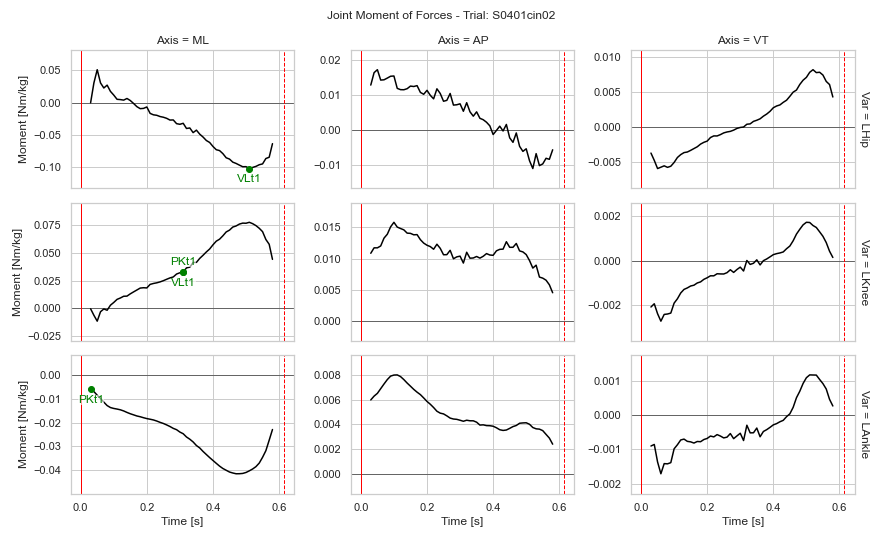 Joint Moment of Forces - Trial: S0401cin02
Axis = ML
Axis = AP
Axis = VT
Moment [Nm/kg]
0.05
0.00
−0.05
−0.10
VLt1
0.02
0.01
0.00
−0.01
0.010
0.005
0.000
−0.005
Var = LHip
Moment [Nm/kg]
0.075
0.050
0.025
0.000
−0.025
PKt1
VLt1
0.015
0.010
0.005
0.000
0.002
0.000
−0.002
Var = LKnee
Moment [Nm/kg]
0.00
−0.01
−0.02
−0.03
−0.04
PKt1
0.008
0.006
0.004
0.002
0.000
0.001
0.000
−0.001
−0.002
Var = LAnkle
0.0 0.2 0.4 0.6
0.0 0.2 0.4 0.6
0.0 0.2 0.4 0.6
Time [s]
Time [s]
Time [s]